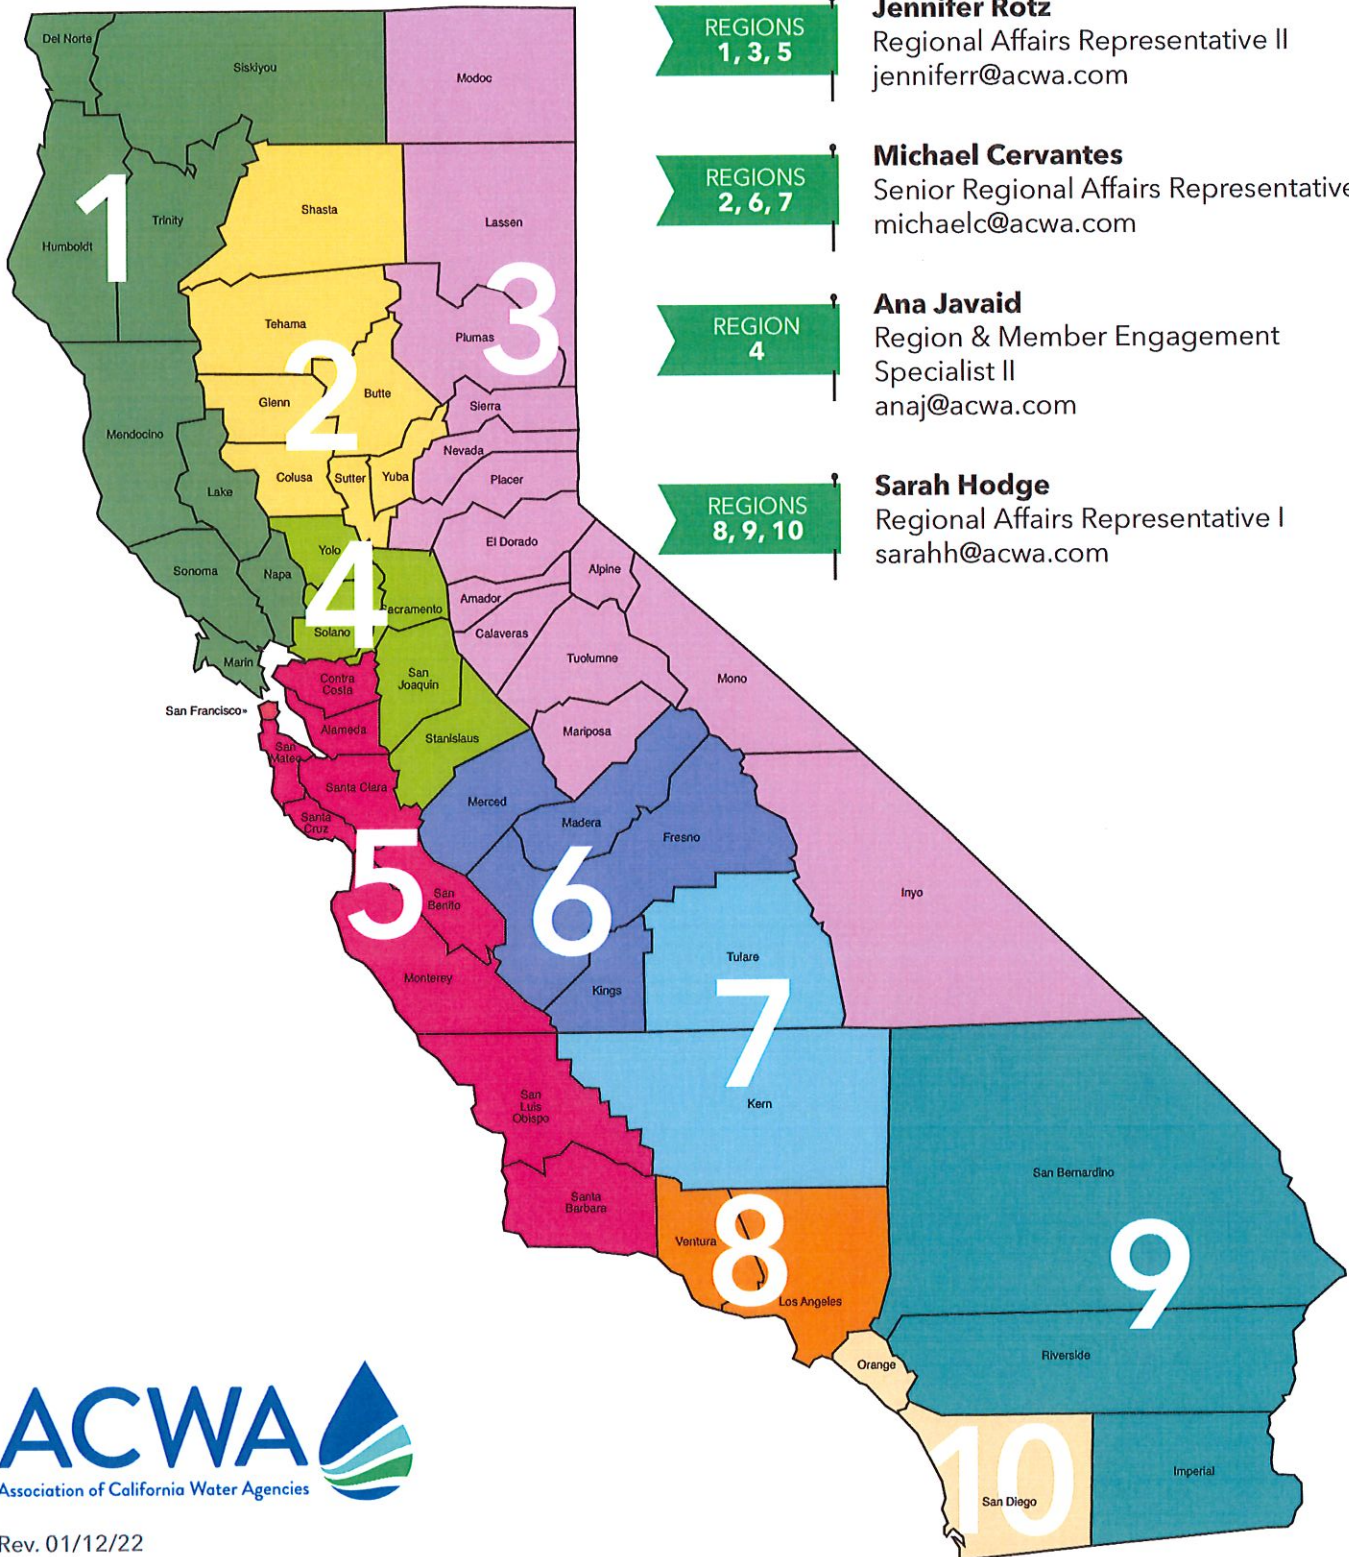 REGIONS
1, 3, 5
Jennifer Rotz
Regional Affairs Representative II
jenniferr@acwa.com
REGIONS
2, 6, 7
Michael Cervantes
Senior Regional Affairs Representative
michaelc@acwa.com
REGION
4
Ana Javaid
Region & Member Engagement
Specialist II
anaj@acwa.com
REGIONS
8, 9, 10
Sarah Hodge
Regional Affairs Representative I
sarahh@acwa.com
Del Norte
Siskiyou
Modoc
1
Humboldt
Trinity
Shasta
Lassen
3
Tehama
Plumas
2
Glenn
Butte
Sierra
Mendocino
Nevada
Lake
Colusa
Sutter
Yuba
Placer
Yolo
El Dorado
Sonoma
Napa
4
Sacramento
Alpine
Amador
Solano
Calaveras
Marin
Contra
Costa
San
Joaquin
Tuolumne
Mono
San Francisco
Alameda
Stanislaus
Mariposa
San
Mateo
Santa Clara
Merced
Santa
Cruz
Madera
Fresno
5
San
Benito
6
Inyo
Monterey
Kings
Tulare
7
San
Luis
Obispo
Kern
San Bernardino
Santa
Barbara
Ventura
8
Los Angeles
9
Orange
Riverside
10
San Diego
Imperial
ACWA
Association of California Water Agencies
Rev. 01/12/22